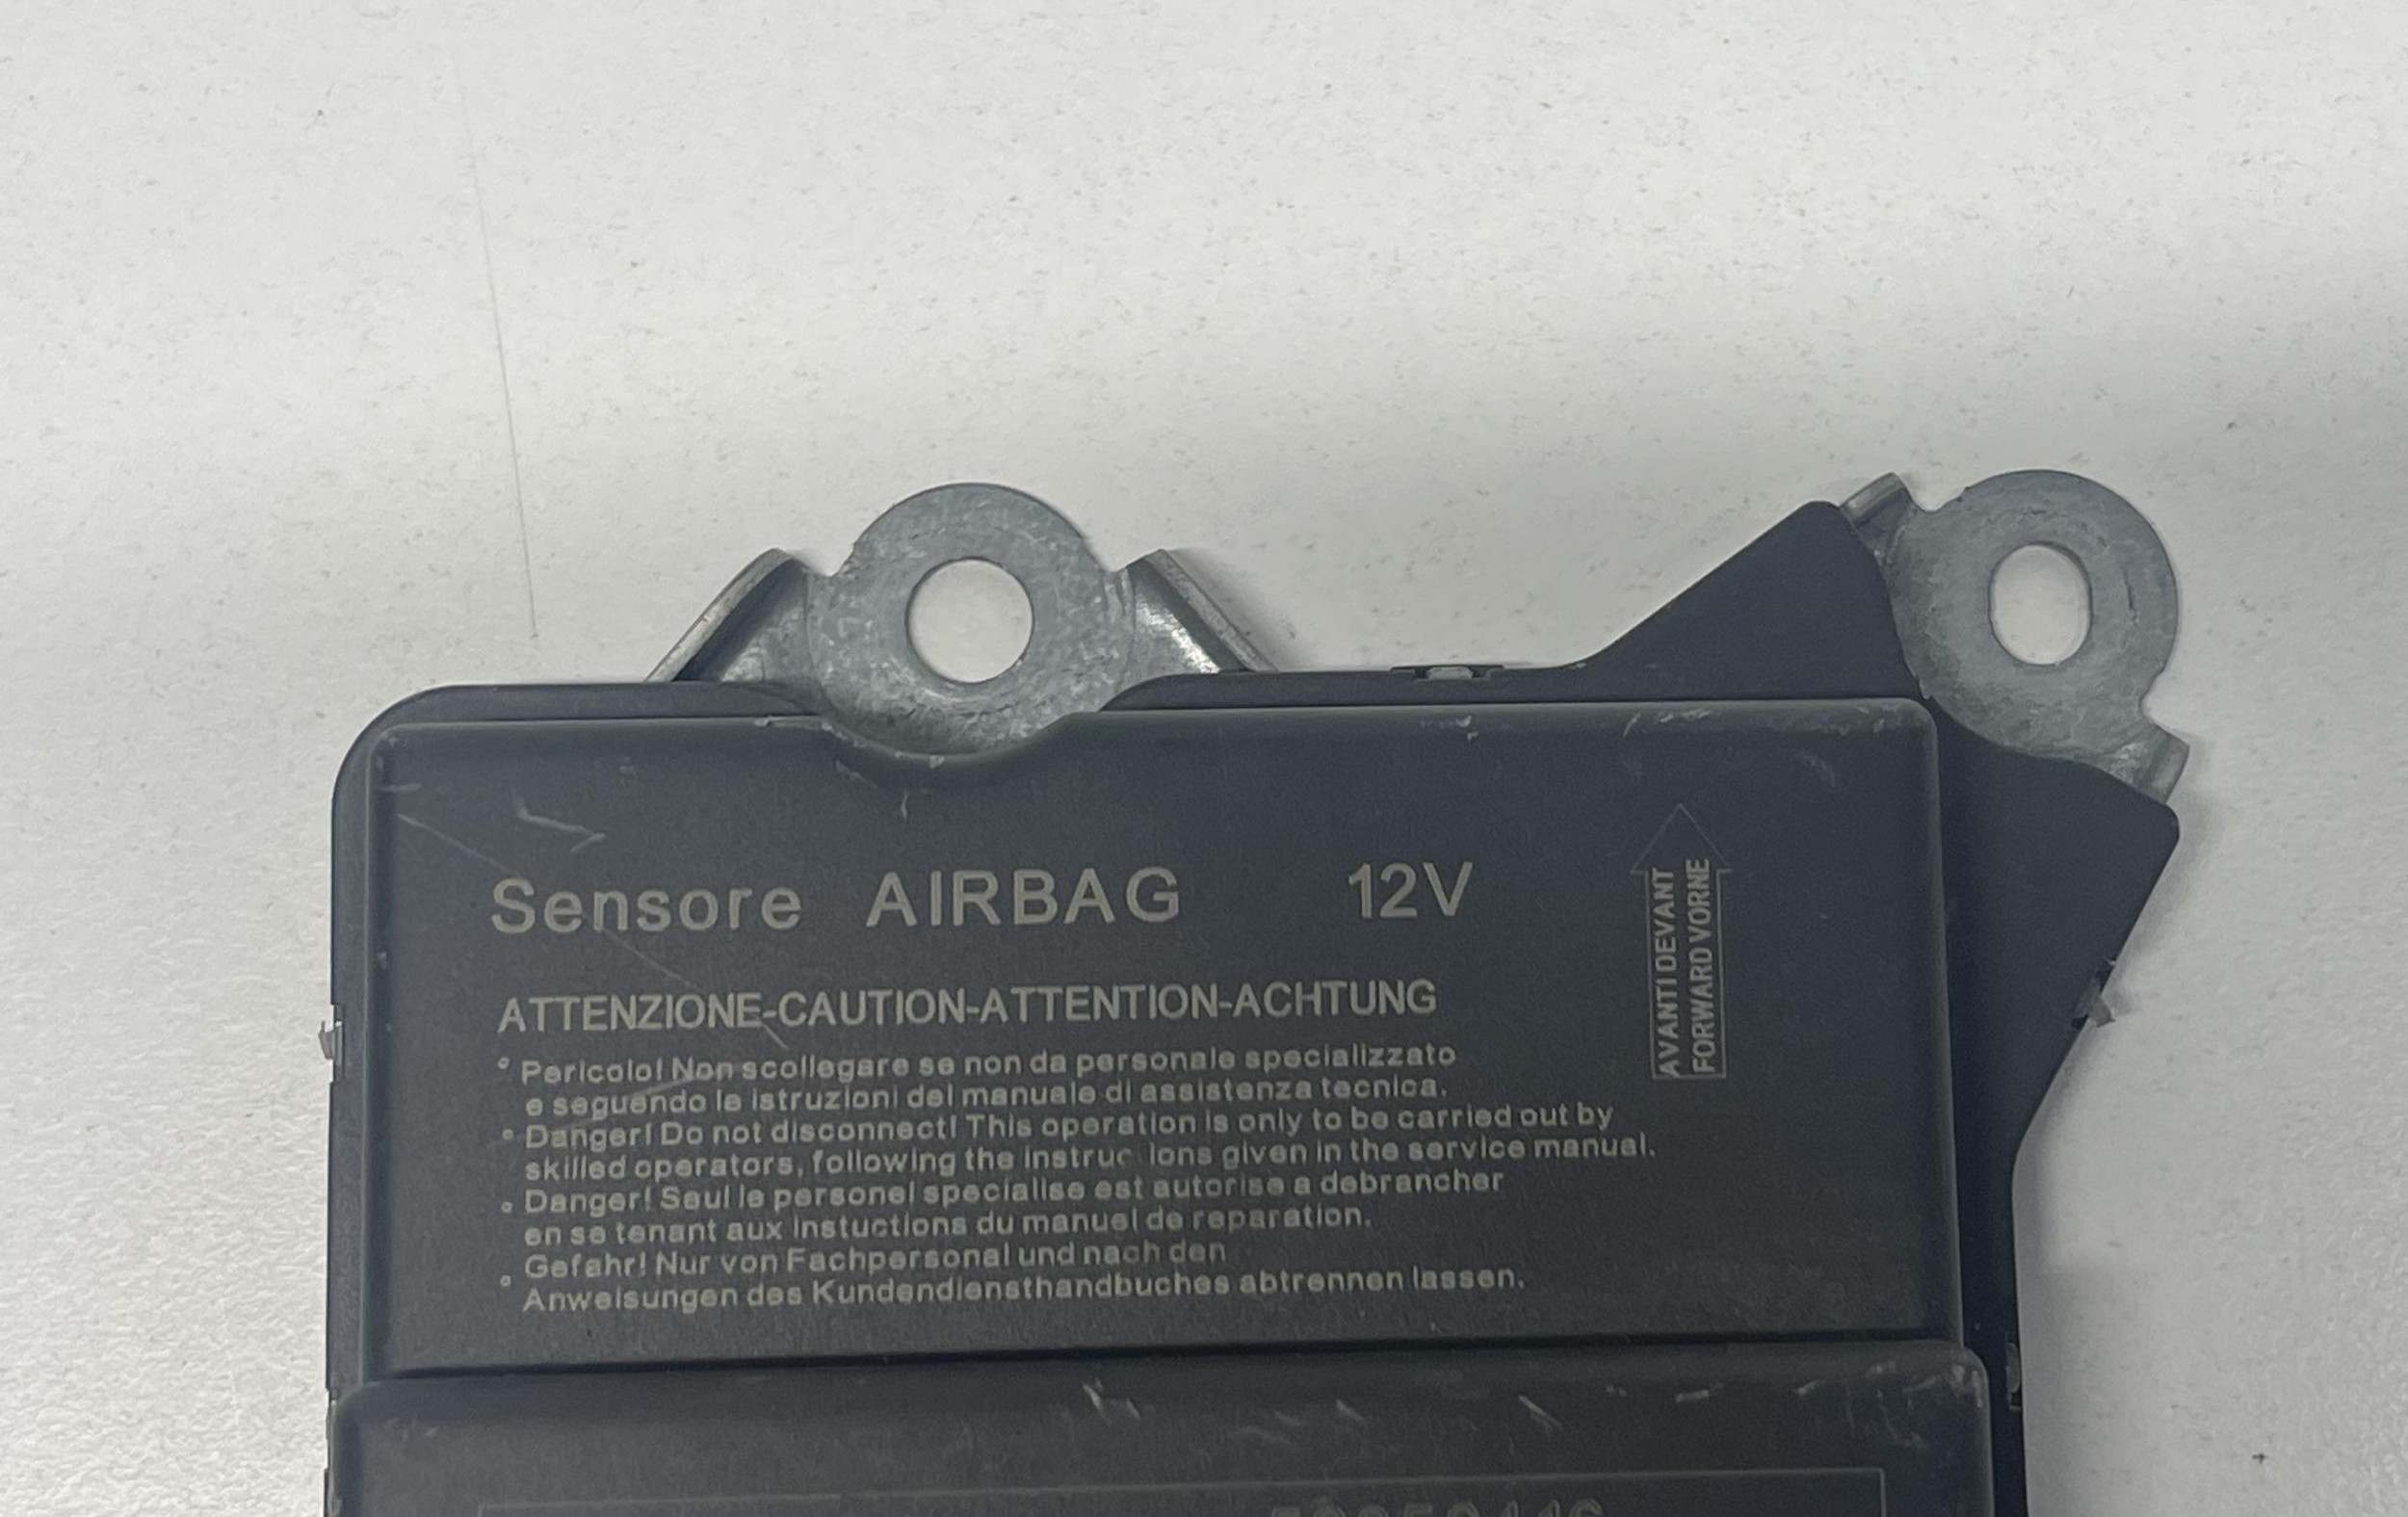 Sensore AIRBAG 12V
AVANTI DEVANT
FORWARD VORNE
ATTENZIONE-CAUTION-ATTENTION-ACHTUNG
° Pericolo! Non scollegare se non da personale specializzato
e seguendo le istruzioni del manuale di assistenza tecnica.
° Danger! Do not disconnect! This operation is only to be carried out by
skilled operators, following the instruc ions given in the service manual.
° Danger! Seul le personel specialise est autorise a debrancher
en se tenant aux instuctions du manuel de reparation.
Gefahr! Nur von Fachpersonal und nach den
° Anweisungen des Kundendiensthandbuches abtrennen lassen.